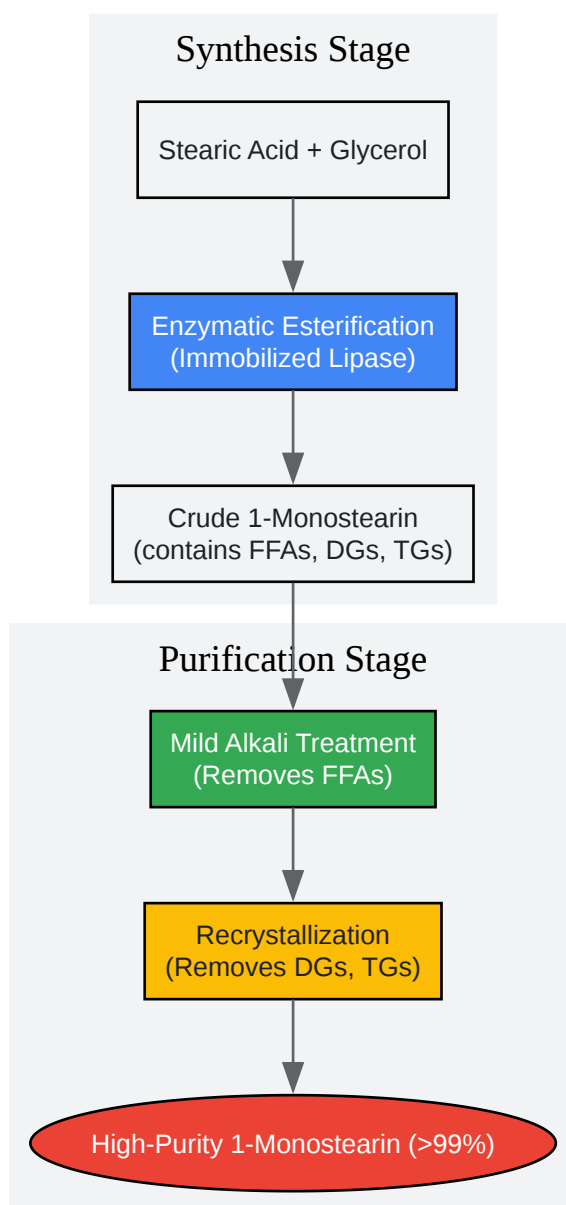 Synthesis Stage
Stearic Acid + Glycerol
Enzymatic Esterification
(Immobilized Lipase)
Crude 1-Monostearin
(contains FFAs, DGs, TGs)
Purification Stage
Mild Alkali Treatment
(Removes FFAs)
Recrystallization
(Removes DGs, TGs)
High-Purity 1-Monostearin (>99%)